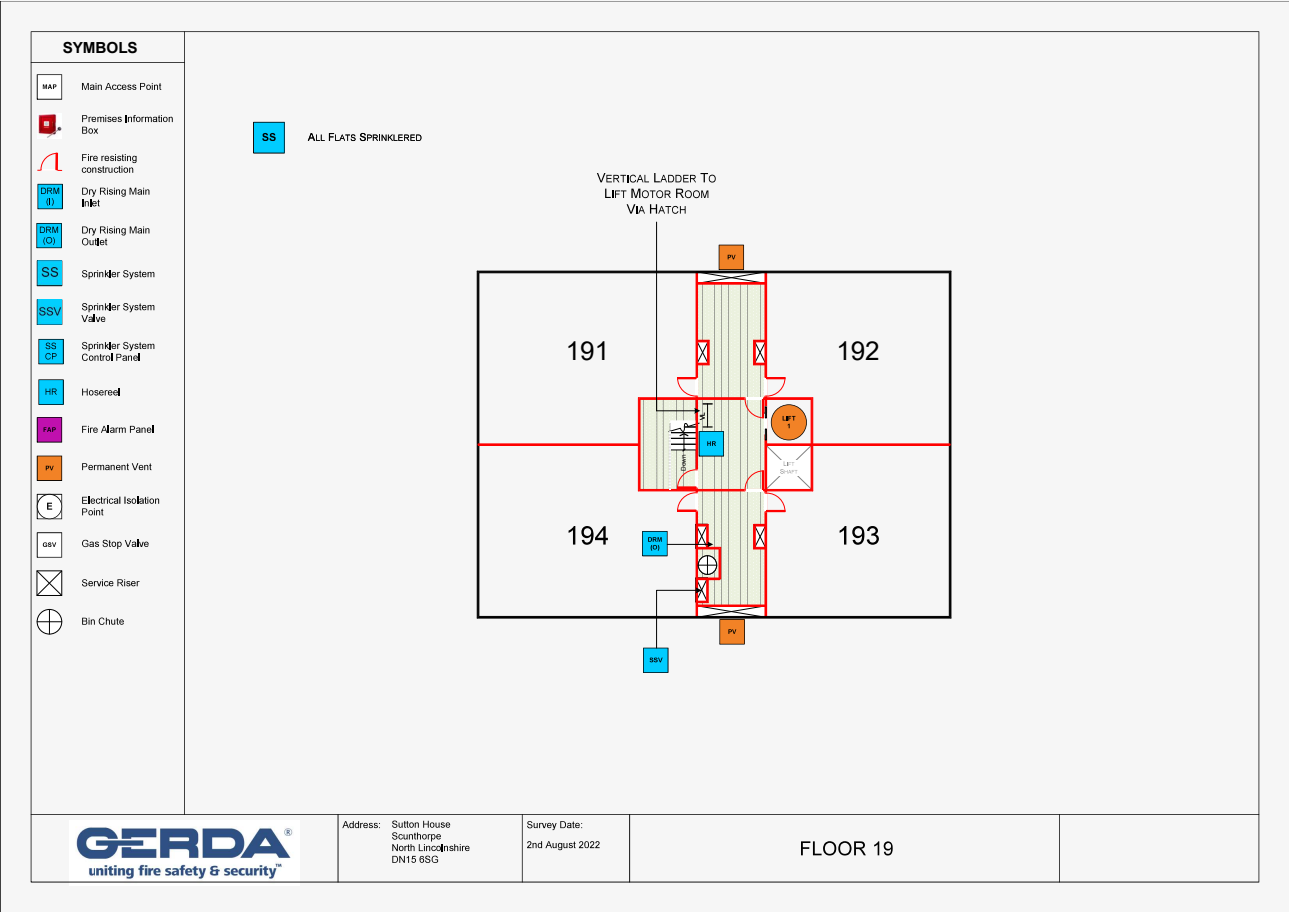 SYMBOLS
MAP
Main Access Point
Premises Information
Box
Fire resisting
construction
DRM
(I)
Dry Rising Main
Inlet
DRM
(O)
Dry Rising Main
Outlet
SS
Sprinkler System
SSV
Sprinkler System
Valve
SS
CP
Sprinkler System
Control Panel
HR
Hosereel
FAP
Fire Alarm Panel
PV
Permanent Vent
E
Electrical Isolation
Point
GSV
Gas Stop Valve
Service Riser
Bin Chute
SS
ALL FLATS SPRINKLERED
VERTICAL LADDER TO
LIFT MOTOR ROOM
VIA HATCH
PV
191
192
VL
LIFT
1
HR
DOWN
LIFT
SHAFT
194
DRM
(O)
193
PV
SSV
GERDA®
uniting fire safety & security™
Address: Sutton House
Scunthorpe
North Lincolnshire
DN15 6SG
Survey Date:
2nd August 2022
FLOOR 19